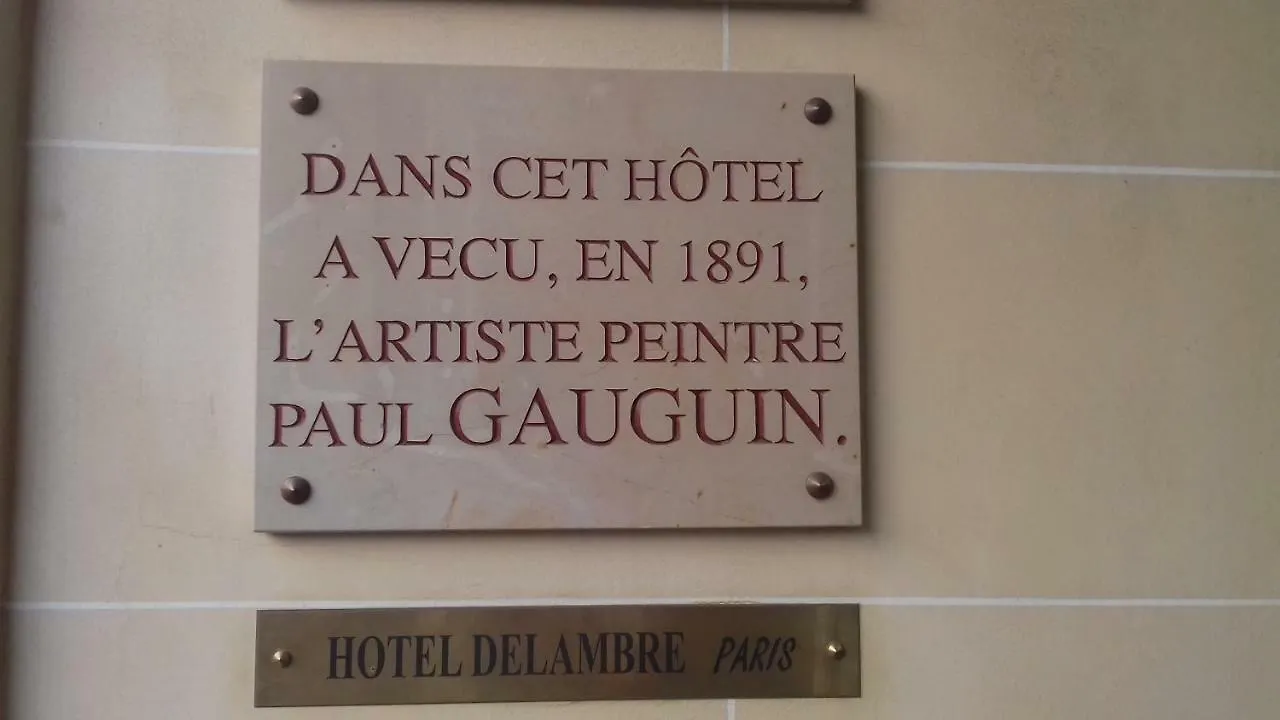 DANS CET HÔTEL
A VECU, EN 1891,
L'ARTISTE PEINTRE
PAUL GAUGUIN.
HOTEL DELAMBRE PARIS